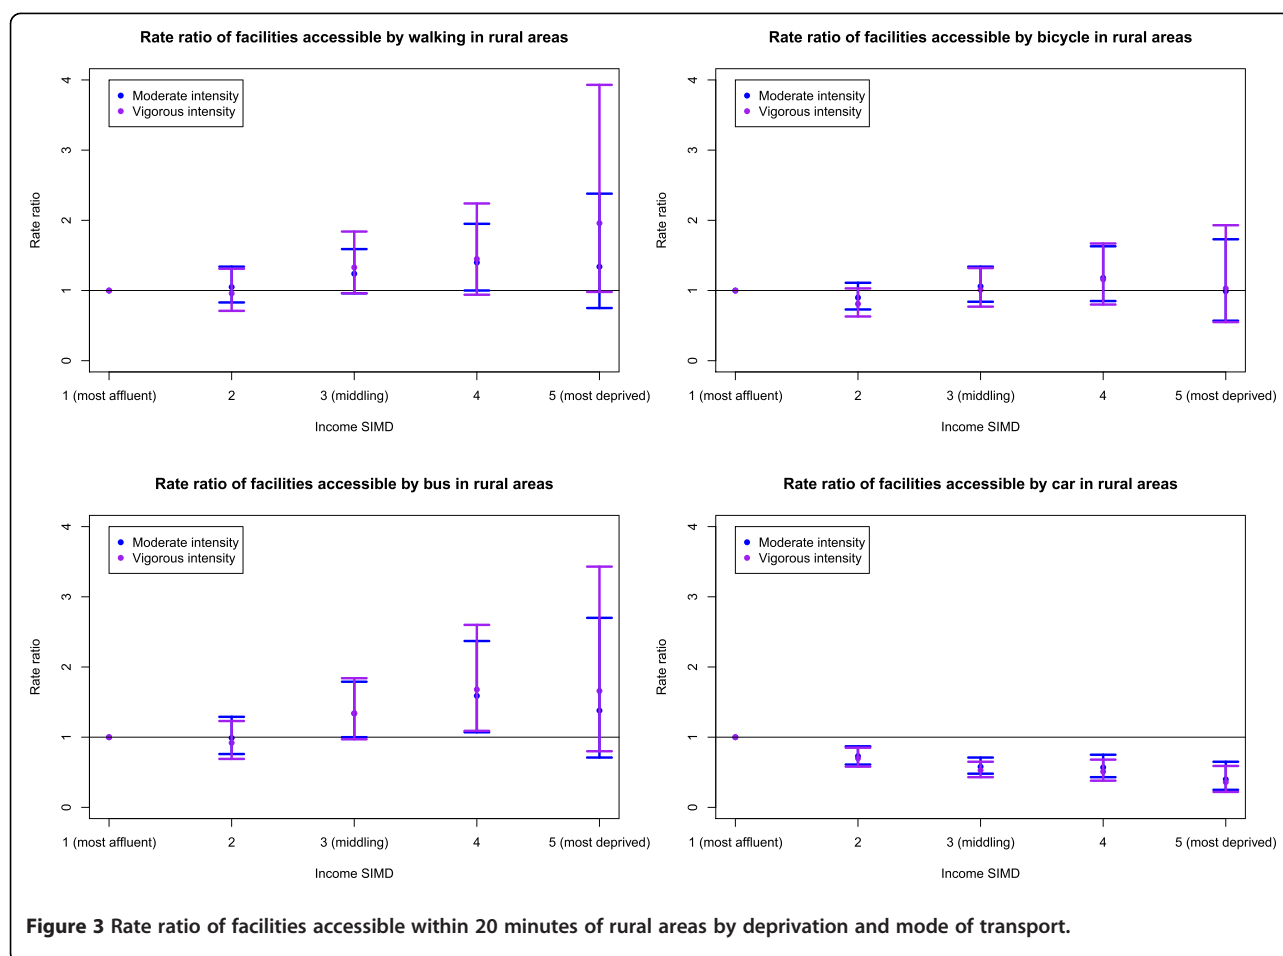 Rate ratio of facilities accessible by walking in rural areas
Moderate intensity
Vigorous intensity
Rate ratio
4
3
2
1
0
1 (most affluent) 2 3 (middling) 4 5 (most deprived)
Income SIMD
Rate ratio of facilities accessible by bicycle in rural areas
Moderate intensity
Vigorous intensity
Rate ratio
4
3
2
1
0
1 (most affluent) 2 3 (middling) 4 5 (most deprived)
Income SIMD
Rate ratio of facilities accessible by bus in rural areas
Moderate intensity
Vigorous intensity
Rate ratio
4
3
2
1
0
1 (most affluent) 2 3 (middling) 4 5 (most deprived)
Income SIMD
Rate ratio of facilities accessible by car in rural areas
Moderate intensity
Vigorous intensity
Rate ratio
4
3
2
1
0
1 (most affluent) 2 3 (middling) 4 5 (most deprived)
Income SIMD
Figure 3 Rate ratio of facilities accessible within 20 minutes of rural areas by deprivation and mode of transport.